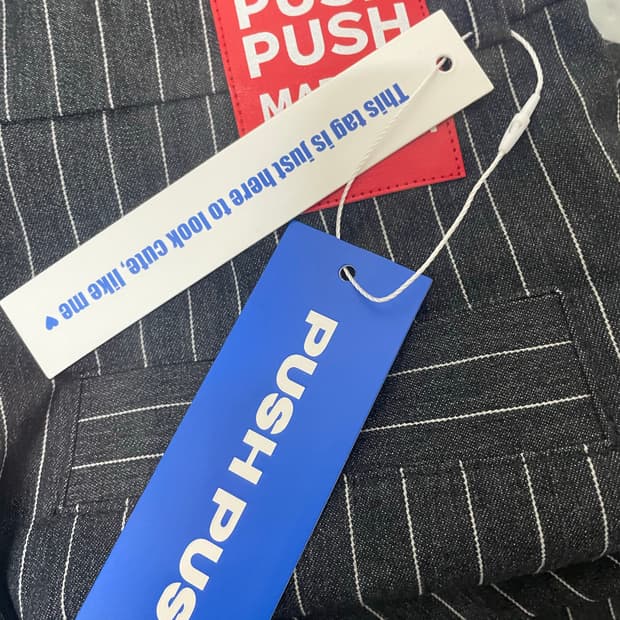 PUSH
PUSH
This tag is just here to look cute, like me ♥
PUSH PUS